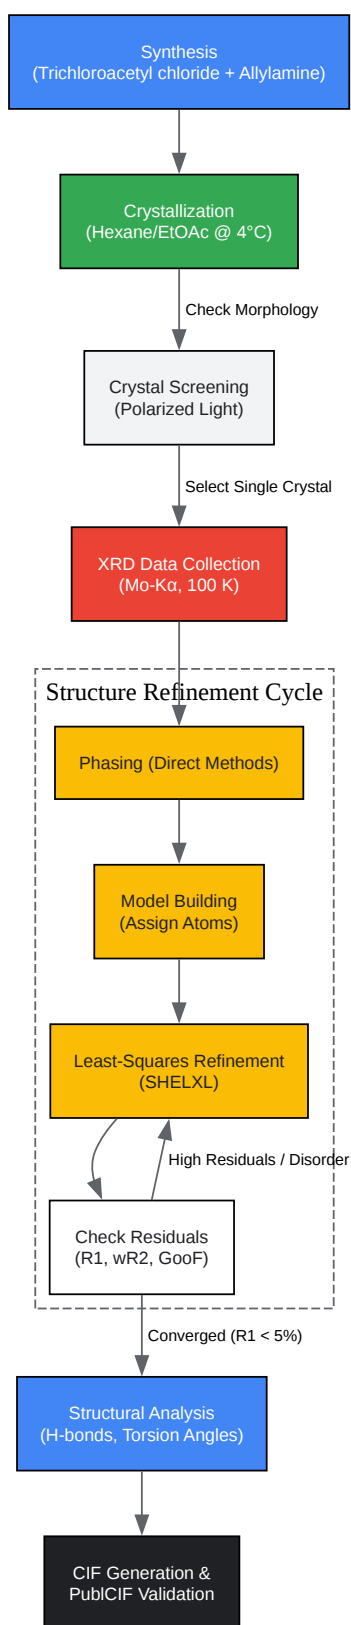 Synthesis
(Trichloroacetyl chloride + Allylamine)
Crystallization
(Hexane/EtOAc @ 4°C)
Check Morphology
Crystal Screening
(Polarized Light)
Select Single Crystal
XRD Data Collection
(Mo-Kα, 100 K)
Structure Refinement Cycle
Phasing (Direct Methods)
Model Building
(Assign Atoms)
Least-Squares Refinement
(SHELXL)
High Residuals / Disorder
Check Residuals
(R1, wR2, GooF)
Converged (R1 < 5%)
Structural Analysis
(H-bonds, Torsion Angles)
CIF Generation &
PublCIF Validation